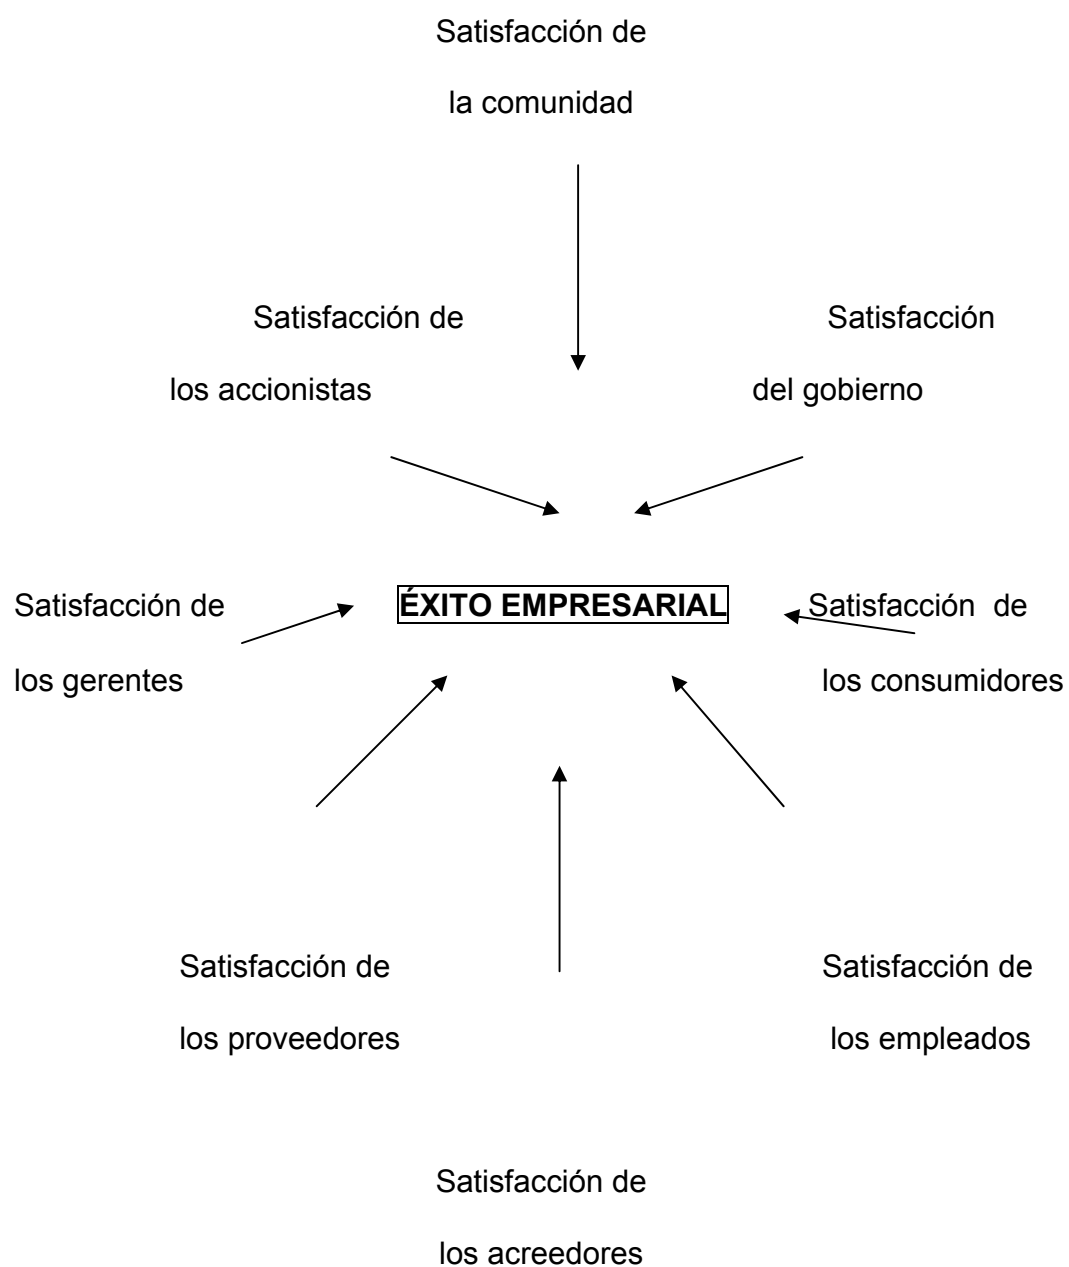 Satisfacción de
la comunidad
Satisfacción de
los accionistas
Satisfacción
del gobierno
Satisfacción de
los gerentes
ÉXITO EMPRESARIAL
Satisfacción de
los consumidores
Satisfacción de
los proveedores
Satisfacción de
los empleados
Satisfacción de
los acreedores